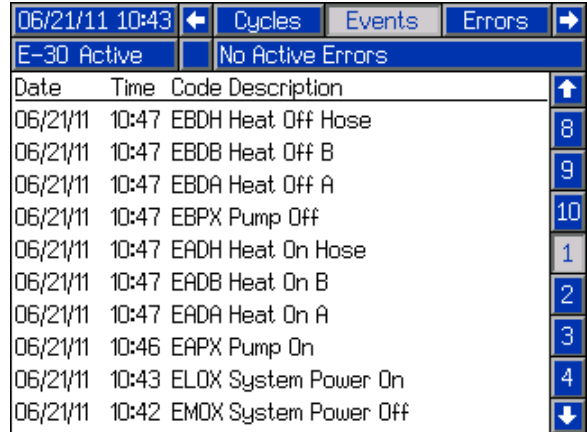 06/21/11 10:43 Cycles Events Errors
E-30 Active No Active Errors
Date Time Code Description
06/21/11 10:47 EBDH Heat Off Hose
06/21/11 10:47 EBDB Heat Off B
06/21/11 10:47 EBDA Heat Off A
06/21/11 10:47 EBPX Pump Off
06/21/11 10:47 EADH Heat On Hose
06/21/11 10:47 EADB Heat On B
06/21/11 10:47 EADA Heat On A
06/21/11 10:46 EAPX Pump On
06/21/11 10:43 EL0X System Power On
06/21/11 10:42 EM0X System Power Off
8
9
10
1
2
3
4